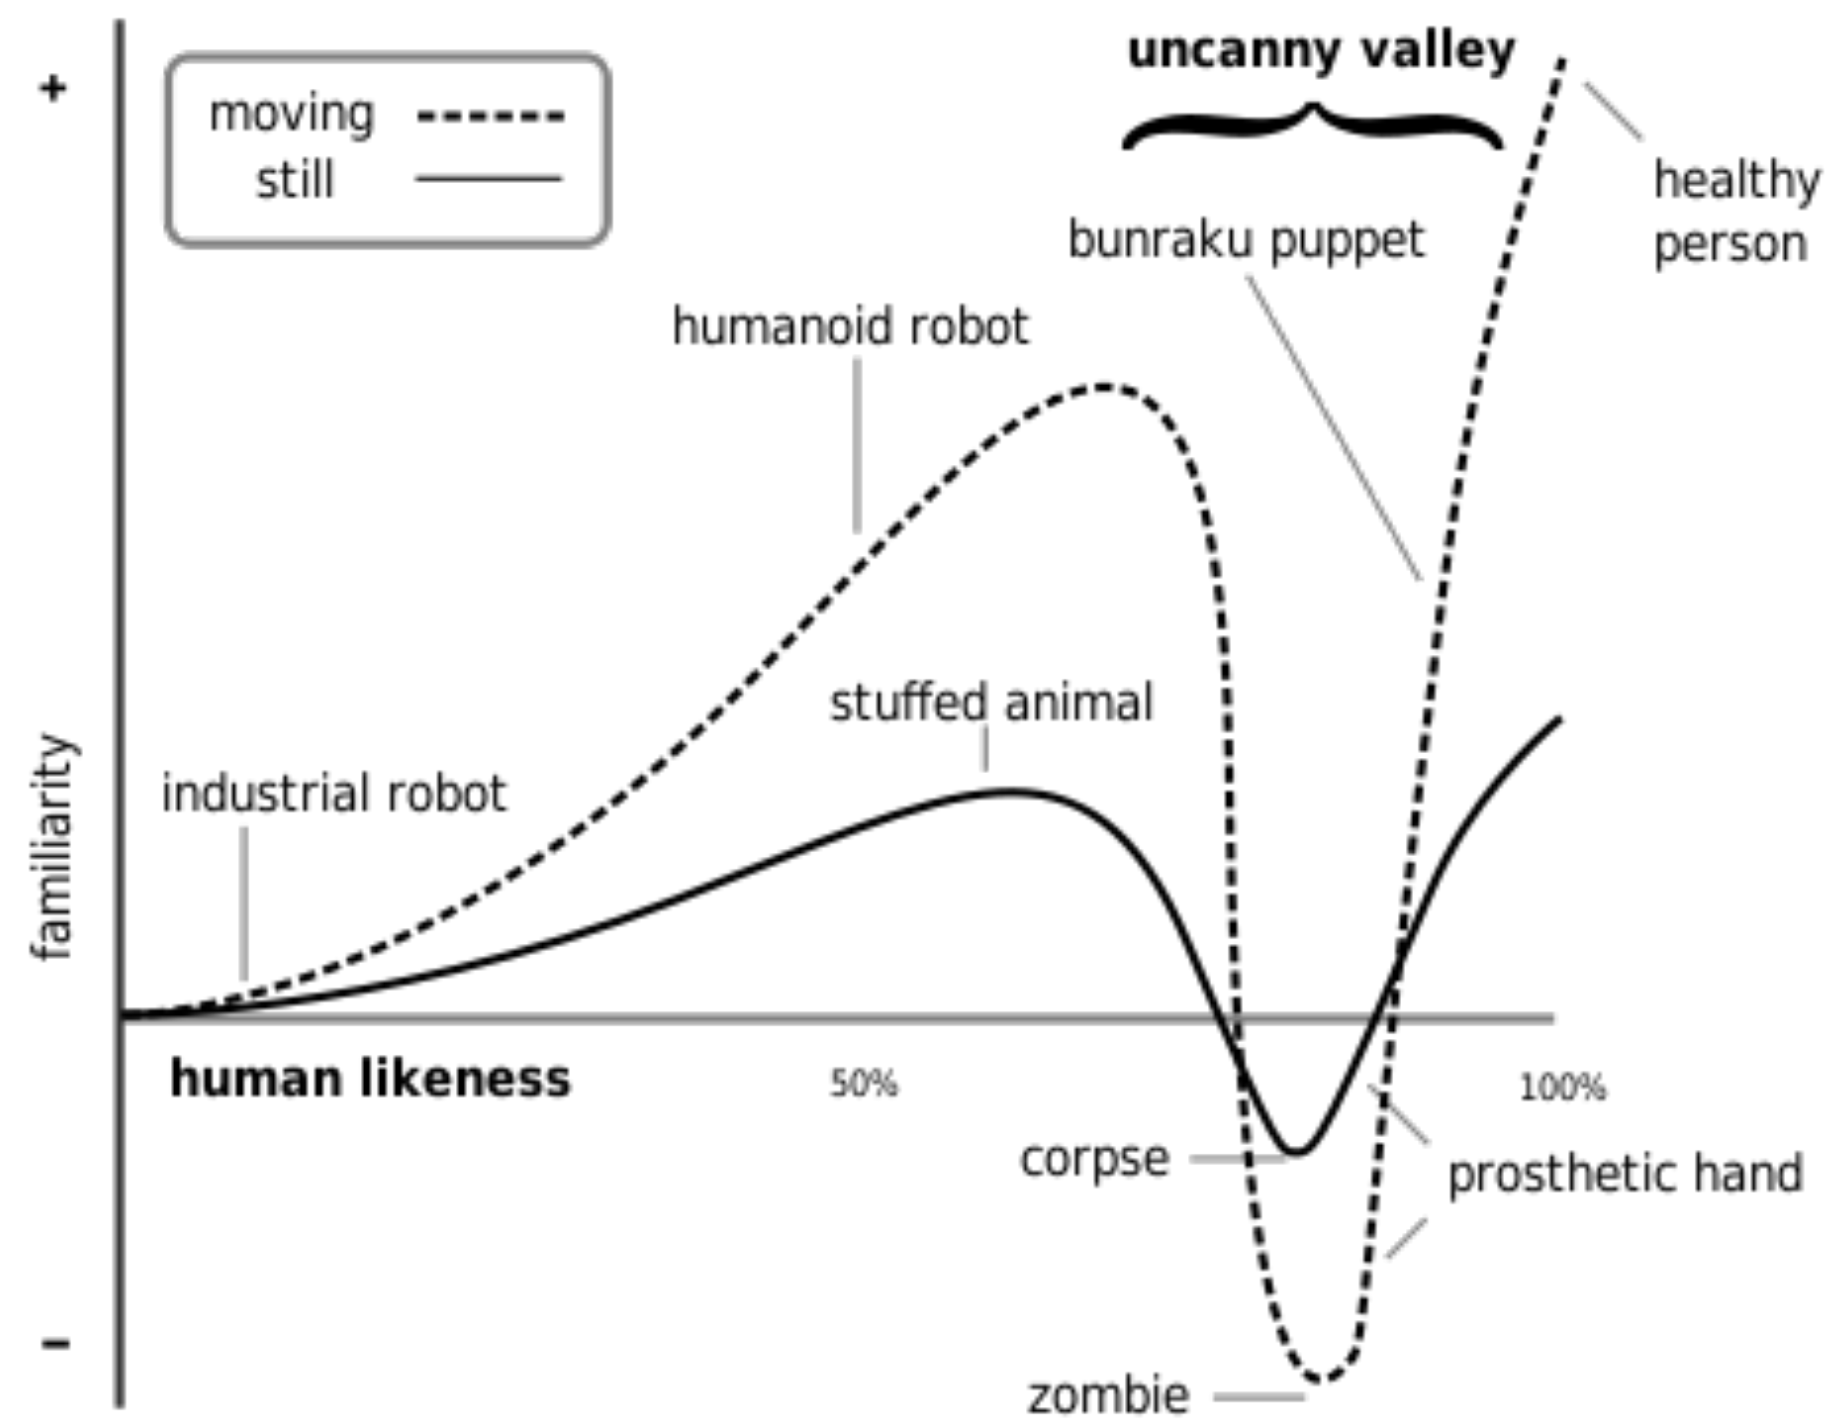 uncanny valley
+
moving
still
healthy
person
bunraku puppet
humanoid robot
stuffed animal
industrial robot
familiarity
human likeness
50%
100%
corpse
prosthetic hand
−
zombie